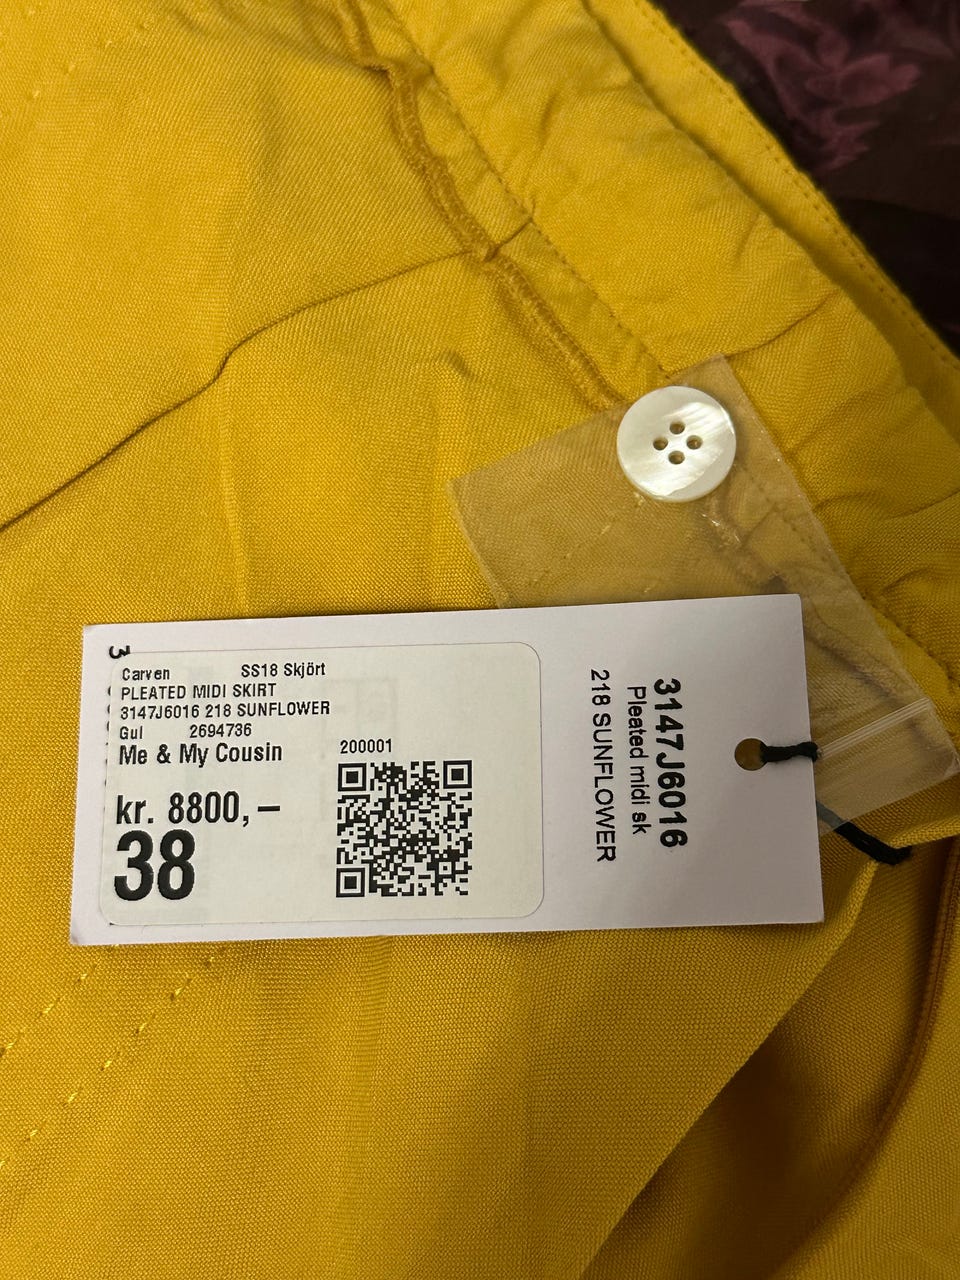 3
Carven SS18 Skjört
PLEATED MIDI SKIRT
3147J6016 218 SUNFLOWER
Gul 2694736
Me & My Cousin
200001
kr. 8800,–
38
3147J6016
Pleated midi sk
218 SUNFLOWER